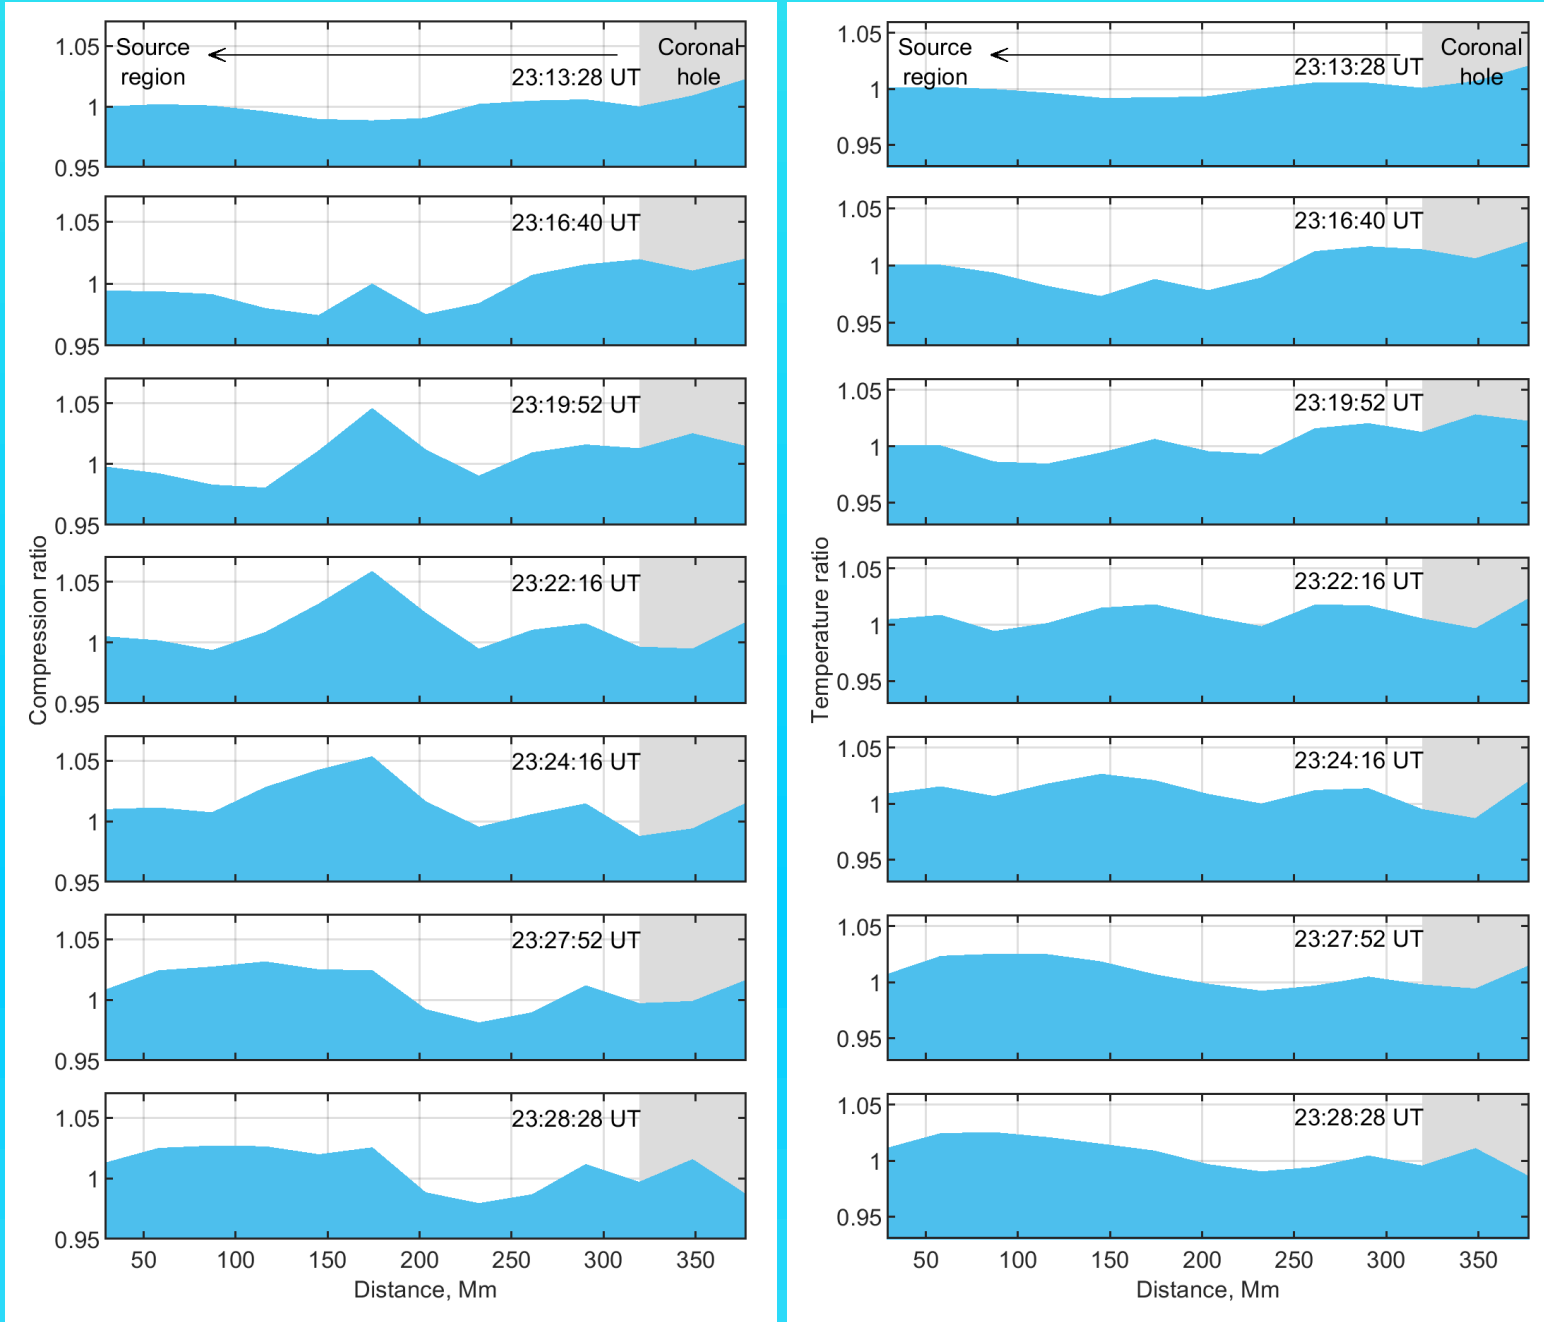 1.05
1
0.95
Source
region
Coronal
hole
23:13:28 UT
1.05
1
0.95
23:16:40 UT
1.05
1
0.95
23:19:52 UT
1.05
1
0.95
23:22:16 UT
1.05
1
0.95
23:24:16 UT
1.05
1
0.95
23:27:52 UT
1.05
1
0.95
23:28:28 UT
50 100 150 200 250 300 350
Distance, Mm
Compression ratio
1.05
1
0.95
Source
region
Coronal
hole
23:13:28 UT
1.05
1
0.95
23:16:40 UT
1.05
1
0.95
23:19:52 UT
1.05
1
0.95
23:22:16 UT
1.05
1
0.95
23:24:16 UT
1.05
1
0.95
23:27:52 UT
1.05
1
0.95
23:28:28 UT
50 100 150 200 250 300 350
Distance, Mm
Temperature ratio